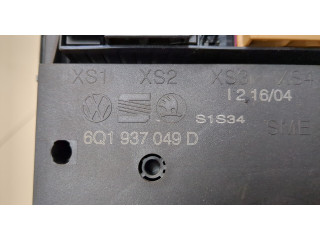 XS1 XS2 XS3 XS4
12.16/04
S1S34 SME
6Q1 937 049 D